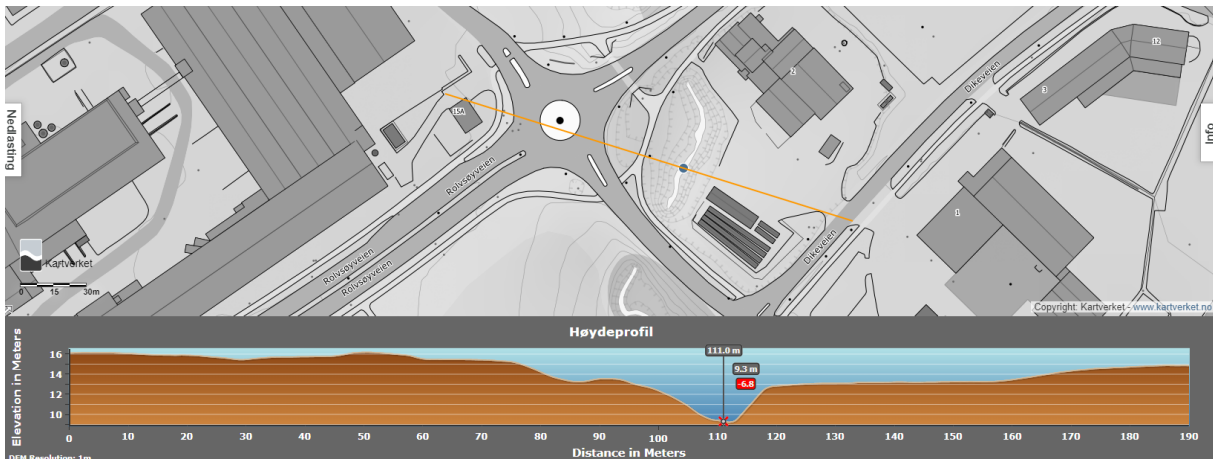 12
Dikeveien
3
2
15A
Nedlasting
Info
Rolvsøyveien
1
Dikeveien
Rolvsøyveien
Rolvsøyveien
Kartverket
0 15 30m
Copyright: Kartverket - www.kartverket.no
Høydeprofil
Elevation in Meters
16
14
12
10
111.0 m
9.3 m
-6.8
0 10 20 30 40 50 60 70 80 90 100 110 120 130 140 150 160 170 180 190
DEM Resolution: 1m
Distance in Meters